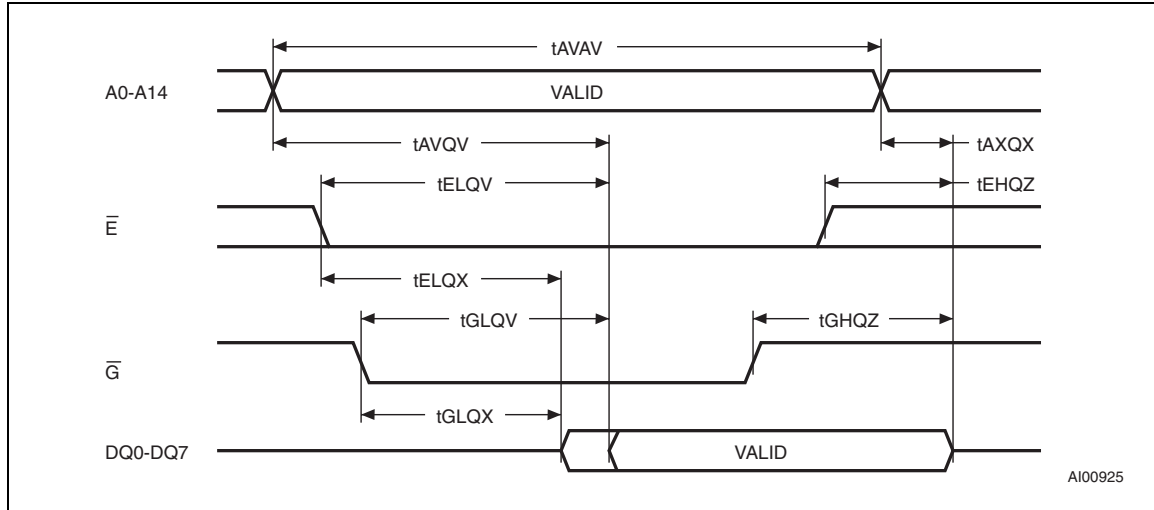 tAVAV
A0-A14
VALID
tAVQV
tAXQX
tELQV
tEHQZ
E̅
tELQX
tGLQV
tGHQZ
G̅
tGLQX
DQ0-DQ7
VALID
AI00925